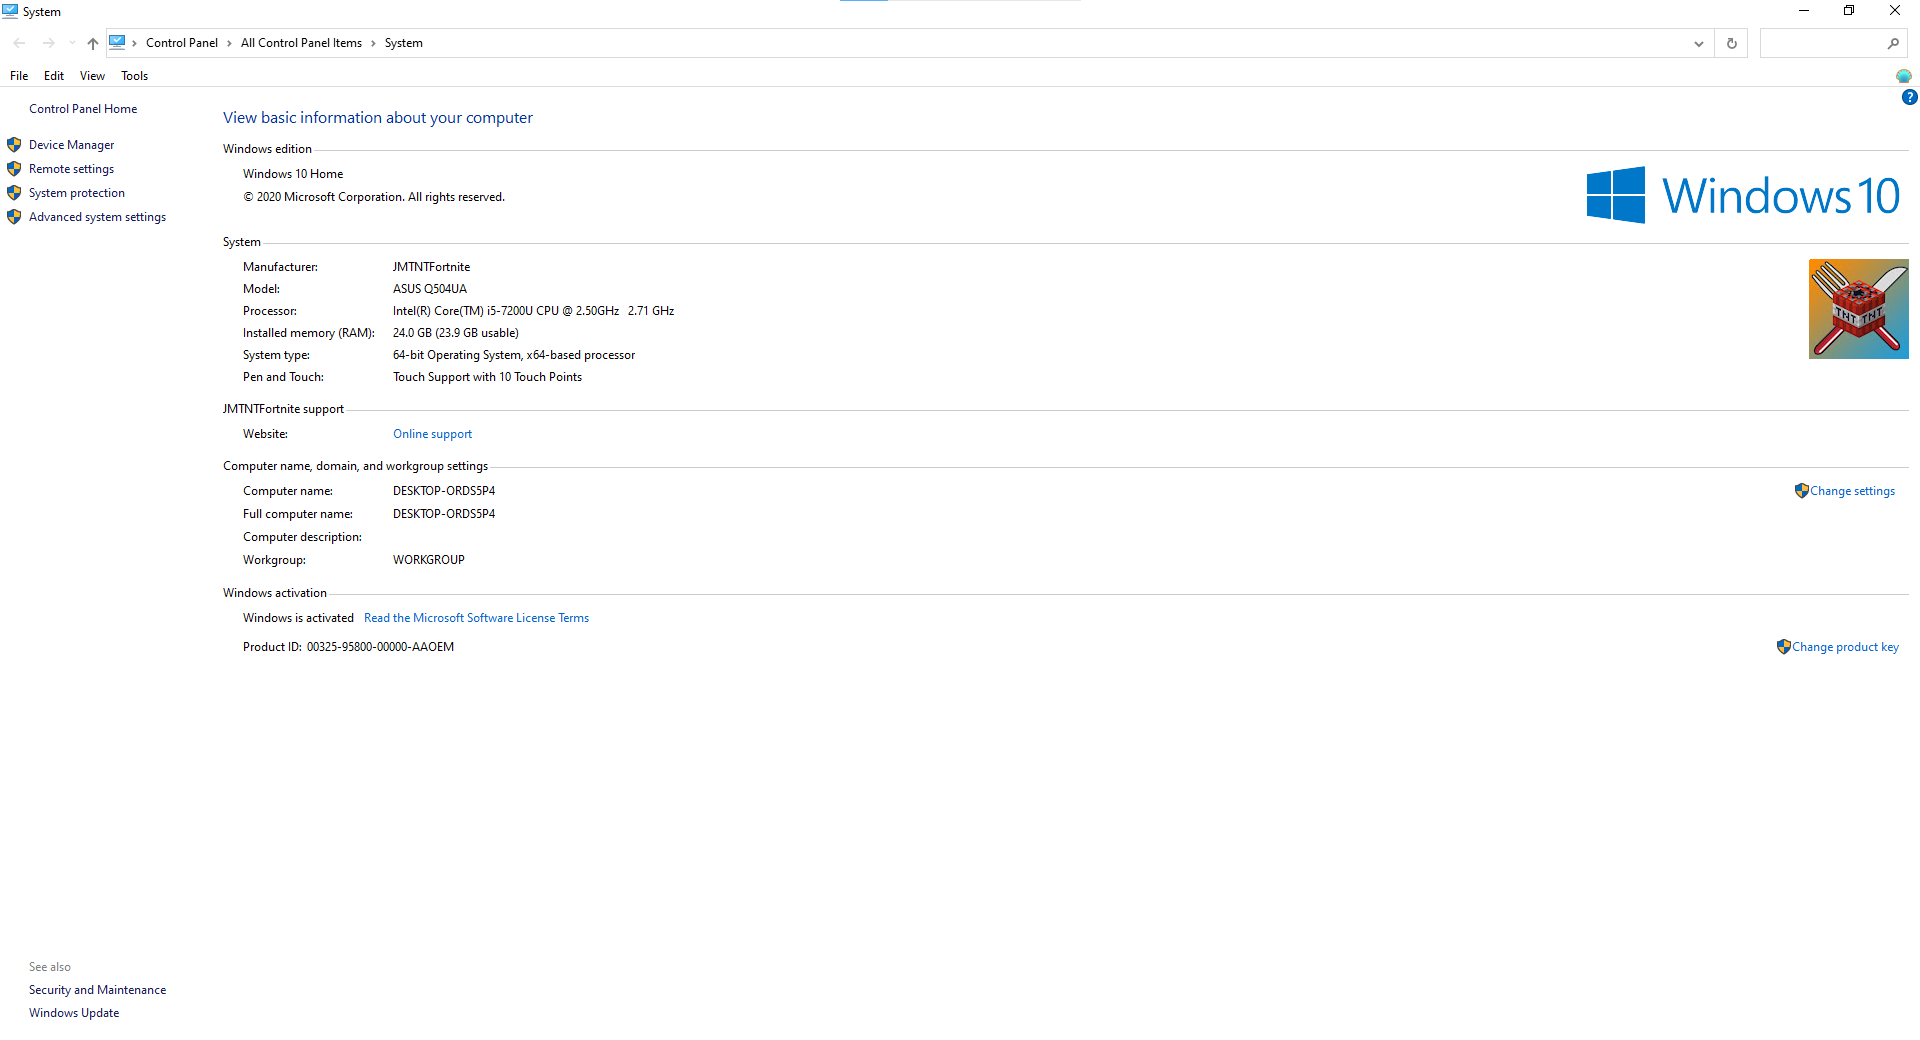 System
Control Panel > All Control Panel Items > System
File Edit View Tools
Control Panel Home
Device Manager
Remote settings
System protection
Advanced system settings
View basic information about your computer
Windows edition
Windows 10 Home
© 2020 Microsoft Corporation. All rights reserved.
Windows 10
System
Manufacturer: JMTNTFortnite
Model: ASUS Q504UA
Processor: Intel(R) Core(TM) i5-7200U CPU @ 2.50GHz 2.71 GHz
Installed memory (RAM): 24.0 GB (23.9 GB usable)
System type: 64-bit Operating System, x64-based processor
Pen and Touch: Touch Support with 10 Touch Points
TNT TNT
JMTNTFortnite support
Website: Online support
Computer name, domain, and workgroup settings
Computer name: DESKTOP-ORDS5P4
Change settings
Full computer name: DESKTOP-ORDS5P4
Computer description:
Workgroup: WORKGROUP
Windows activation
Windows is activated Read the Microsoft Software License Terms
Product ID: 00325-95800-00000-AAOEM
Change product key
See also
Security and Maintenance
Windows Update